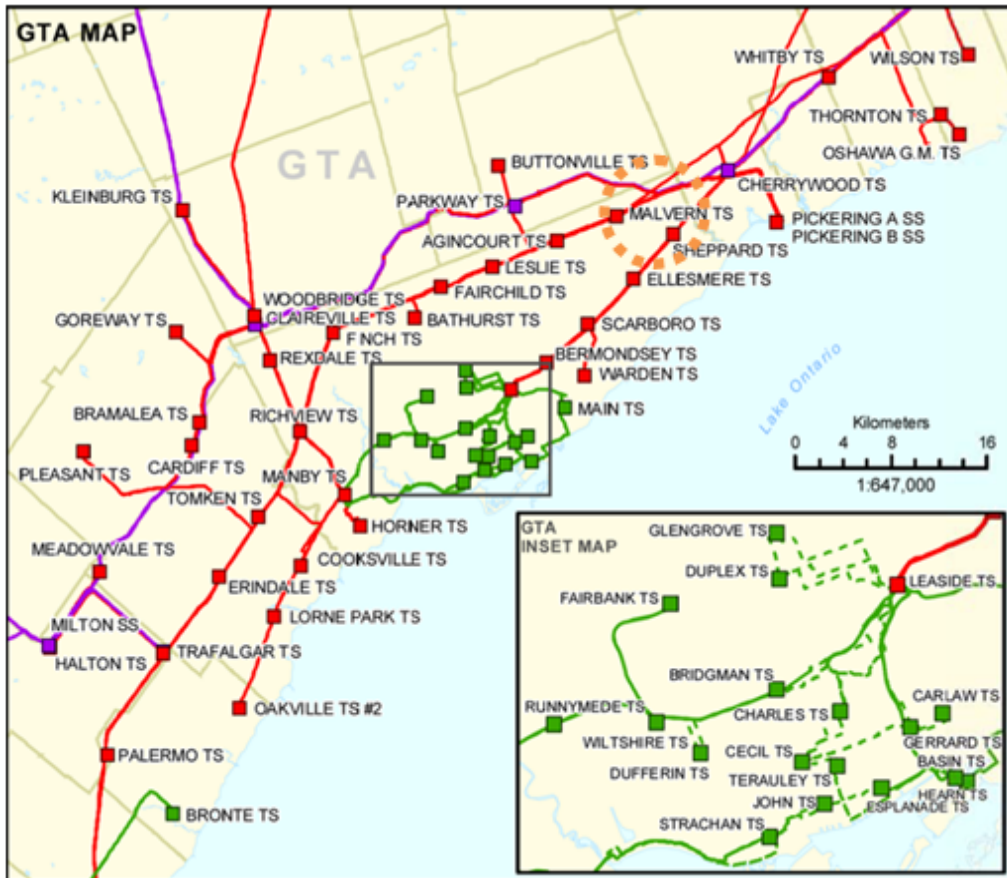 GTA MAP
GTA
WHITBY TS
WILSON TS
THORNTON TS
OSHAWA G.M. TS
BUTTONVILLE TS
CHERRYWOOD TS
KLEINBURG TS
PARKWAY TS
MALVERN TS
PICKERING A SS
PICKERING B SS
AGINCOURT TS
SHEPPARD TS
LESLIE TS
ELLESMERE TS
FAIRCHILD TS
WOODBRIDGE TS
CLAIREVILLE TS
GOREWAY TS
BATHURST TS
SCARBORO TS
F NCH TS
BERMONDSEY TS
REXDALE TS
WARDEN TS
Lake Ontario
MAIN TS
BRAMALEA TS
RICHVIEW TS
Kilometers
0 4 8 16
1:647,000
CARDIFF TS
PLEASANT TS
MANBY TS
TOMKEN TS
HORNER TS
MEADOWVALE TS
COOKSVILLE TS
ERINDALE TS
LORNE PARK TS
MILTON SS
HALTON TS
TRAFALGAR TS
OAKVILLE TS #2
PALERMO TS
BRONTE TS
GTA
INSET MAP
GLENGROVE TS
DUPLEX TS
LEASIDE TS
FAIRBANK TS
BRIDGMAN TS
RUNNYMEDE TS
CARLAW TS
CHARLES TS
WILTSHIRE TS
GERRARD TS
CECIL TS
BASIN TS
DUFFERIN TS
TERAULEY TS
HEARN TS
JOHN TS
ESPLANADE TS
STRACHAN TS